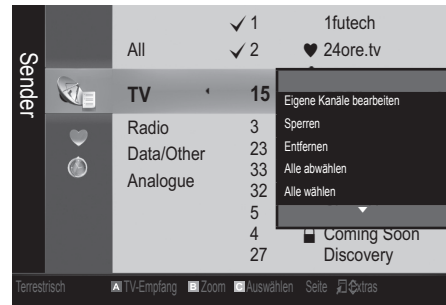 Sender
✓ 1 1futech
All ✓ 2 ♥ 24ore.tv
TV 15
Radio 3
Data/Other 23
Analogue 33
32
5
4 Coming Soon
27 Discovery
Eigene Kanäle bearbeiten
Sperren
Entfernen
Alle abwählen
Alle wählen
Terrestrisch A TV-Empfang B Zoom C Auswählen Seite Extras